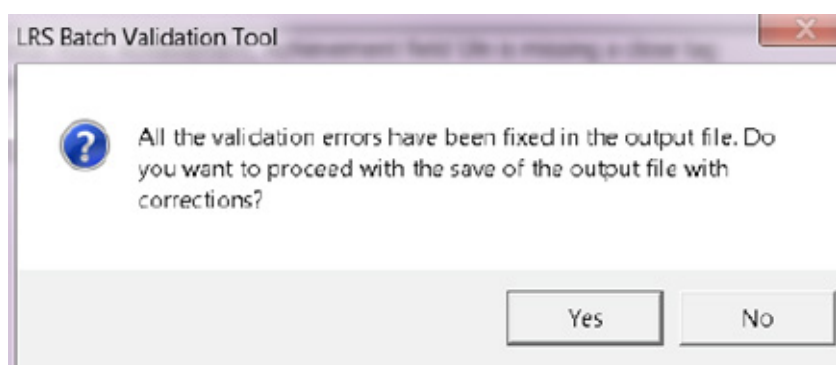 LRS Batch Validation Tool
All the validation errors have been fixed in the output file. Do
you want to proceed with the save of the output file with
corrections?
Yes
No